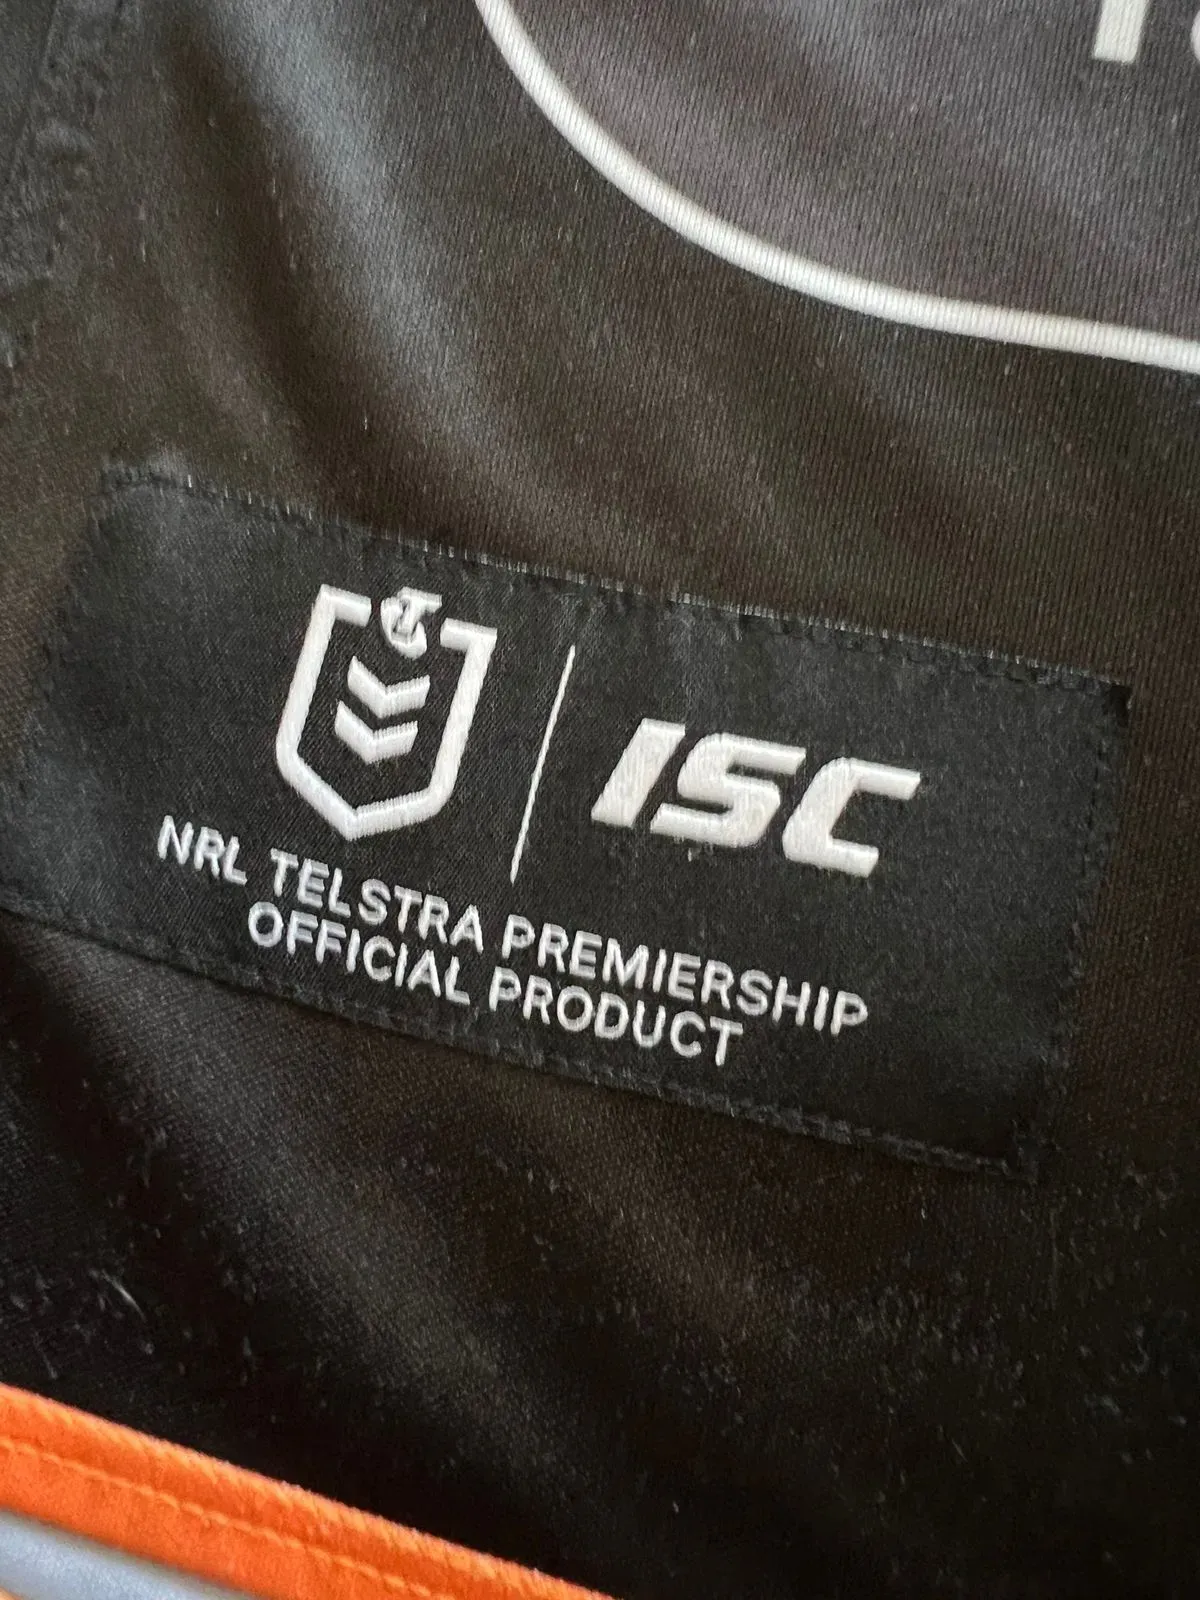 ISC
NRL TELSTRA PREMIERSHIP
OFFICIAL PRODUCT